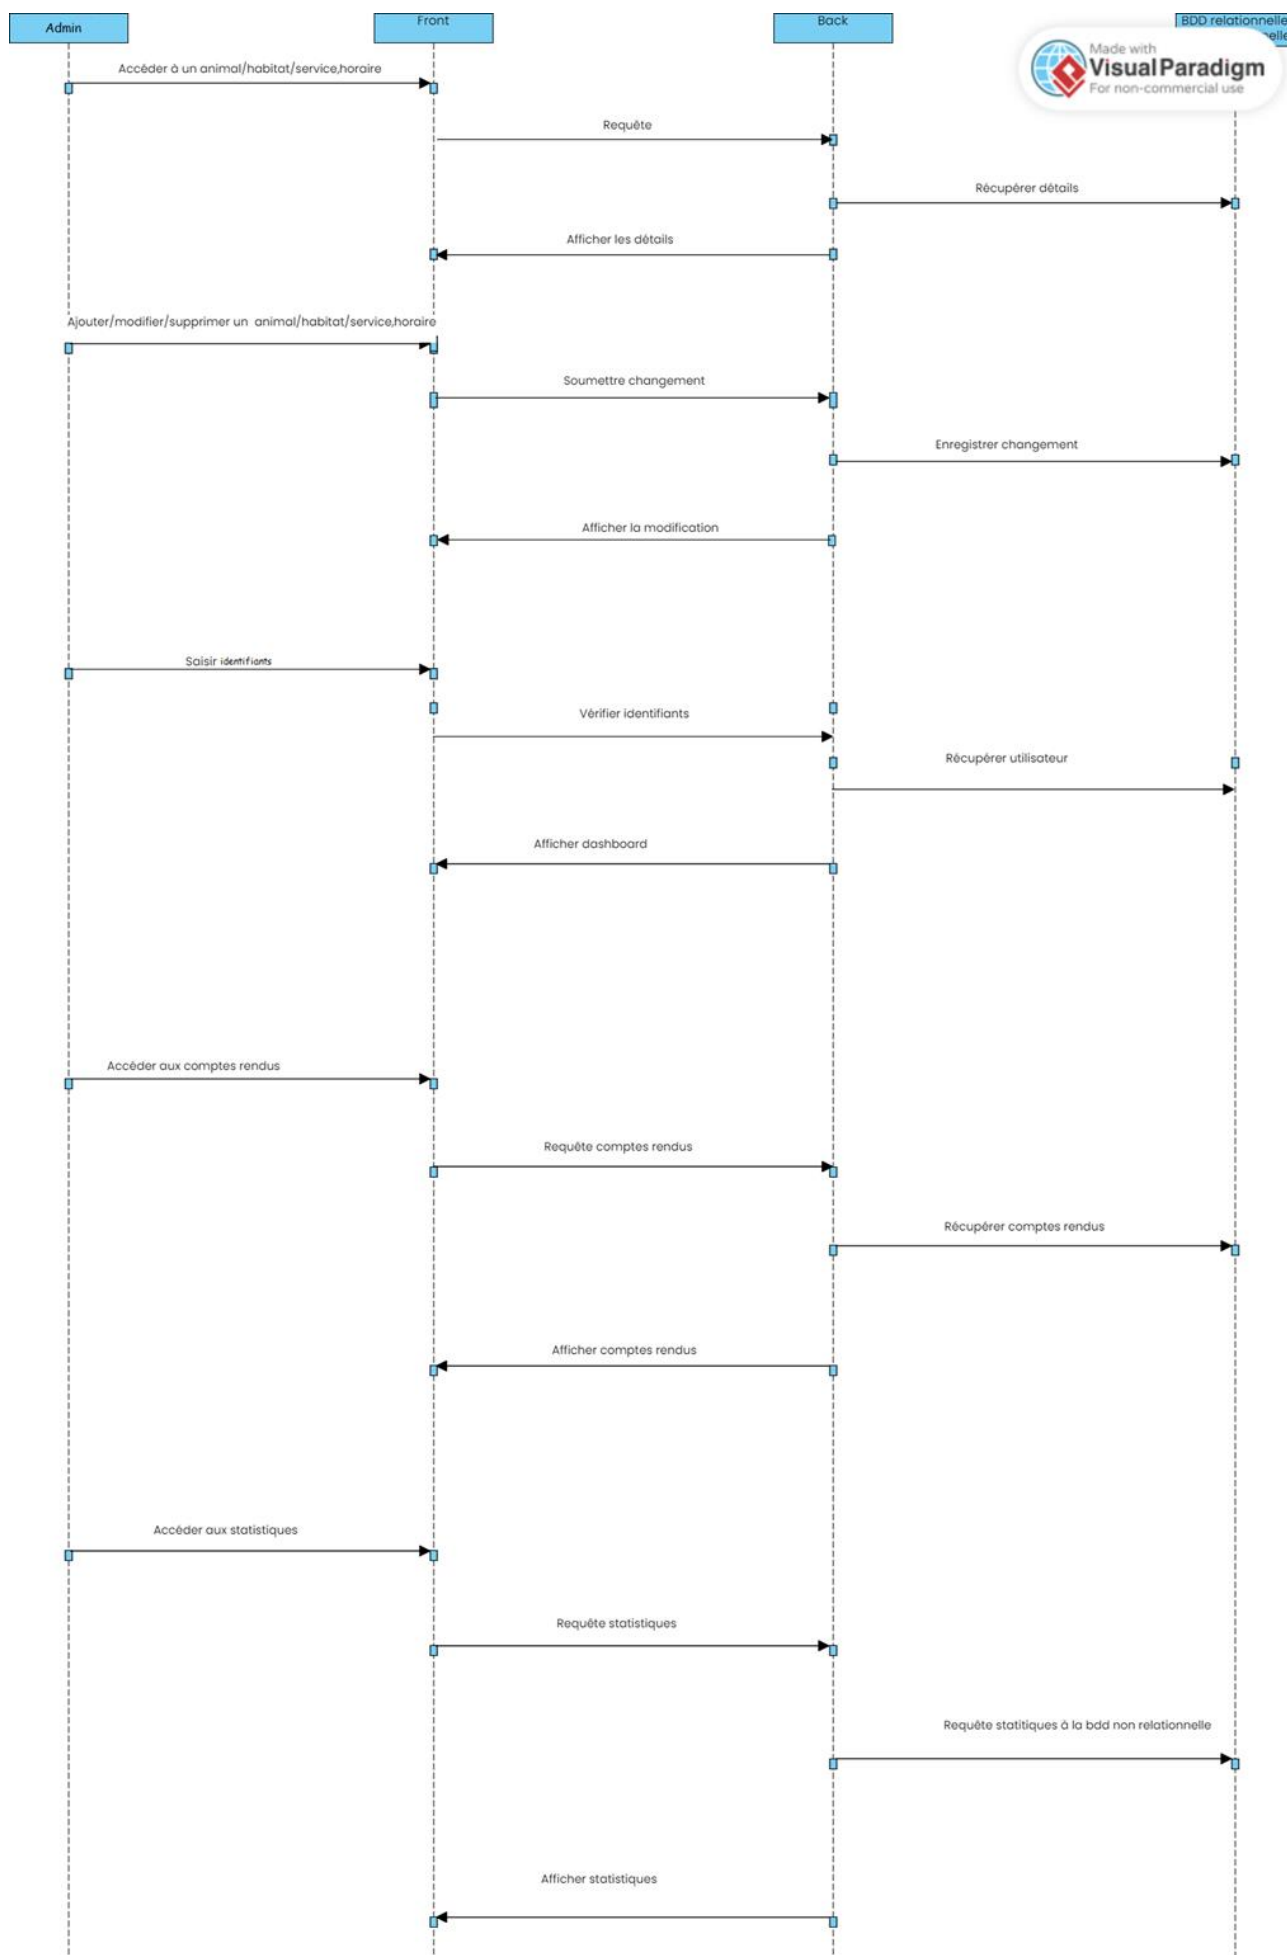 Admin
Front
Back
BDD relationnelle
Made with
Visual Paradigm
For non-commercial use
Accéder à un animal/habitat/service,horaire
Requête
Récupérer détails
Afficher les détails
Ajouter/modifier/supprimer un animal/habitat/service,horaire
Soumettre changement
Enregistrer changement
Afficher la modification
Saisir identifiants
Vérifier identifiants
Récupérer utilisateur
Afficher dashboard
Accéder aux comptes rendus
Requête comptes rendus
Récupérer comptes rendus
Afficher comptes rendus
Accéder aux statistiques
Requête statistiques
Requête statitiques à la bdd non relationnelle
Afficher statistiques